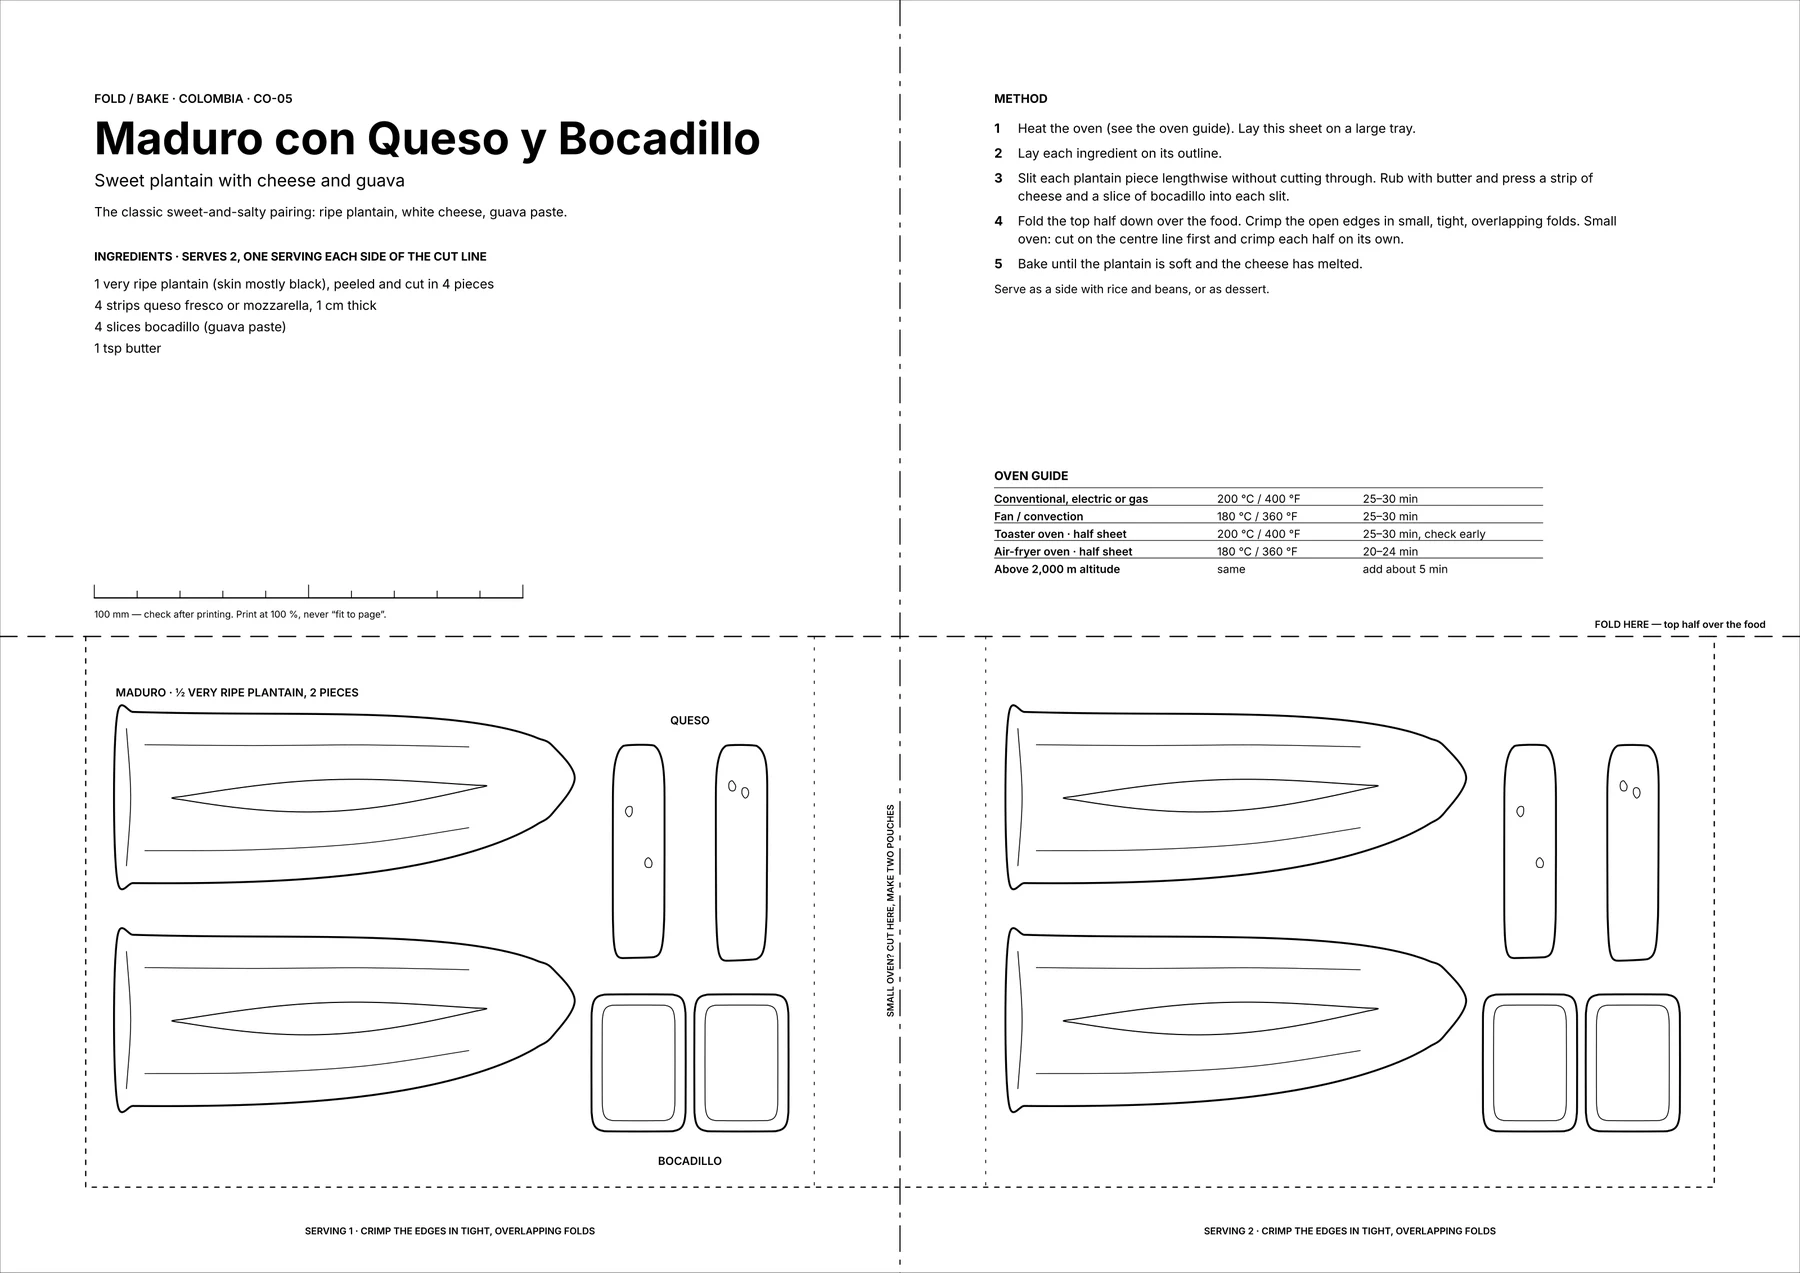 FOLD / BAKE · COLOMBIA · CO-05
Maduro con Queso y Bocadillo
Sweet plantain with cheese and guava
The classic sweet-and-salty pairing: ripe plantain, white cheese, guava paste.
INGREDIENTS · SERVES 2, ONE SERVING EACH SIDE OF THE CUT LINE
1 very ripe plantain (skin mostly black), peeled and cut in 4 pieces
4 strips queso fresco or mozzarella, 1 cm thick
4 slices bocadillo (guava paste)
1 tsp butter
100 mm — check after printing. Print at 100 %, never “fit to page”.
METHOD
1 Heat the oven (see the oven guide). Lay this sheet on a large tray.
2 Lay each ingredient on its outline.
3 Slit each plantain piece lengthwise without cutting through. Rub with butter and press a strip of
cheese and a slice of bocadillo into each slit.
4 Fold the top half down over the food. Crimp the open edges in small, tight, overlapping folds. Small
oven: cut on the centre line first and crimp each half on its own.
5 Bake until the plantain is soft and the cheese has melted.
Serve as a side with rice and beans, or as dessert.
OVEN GUIDE
Conventional, electric or gas 200 °C / 400 °F 25–30 min
Fan / convection 180 °C / 360 °F 25–30 min
Toaster oven · half sheet 200 °C / 400 °F 25–30 min, check early
Air-fryer oven · half sheet 180 °C / 360 °F 20–24 min
Above 2,000 m altitude same add about 5 min
FOLD HERE — top half over the food
MADURO · ½ VERY RIPE PLANTAIN, 2 PIECES
QUESO
BOCADILLO
SMALL OVEN? CUT HERE, MAKE TWO POUCHES
SERVING 1 · CRIMP THE EDGES IN TIGHT, OVERLAPPING FOLDS
SERVING 2 · CRIMP THE EDGES IN TIGHT, OVERLAPPING FOLDS